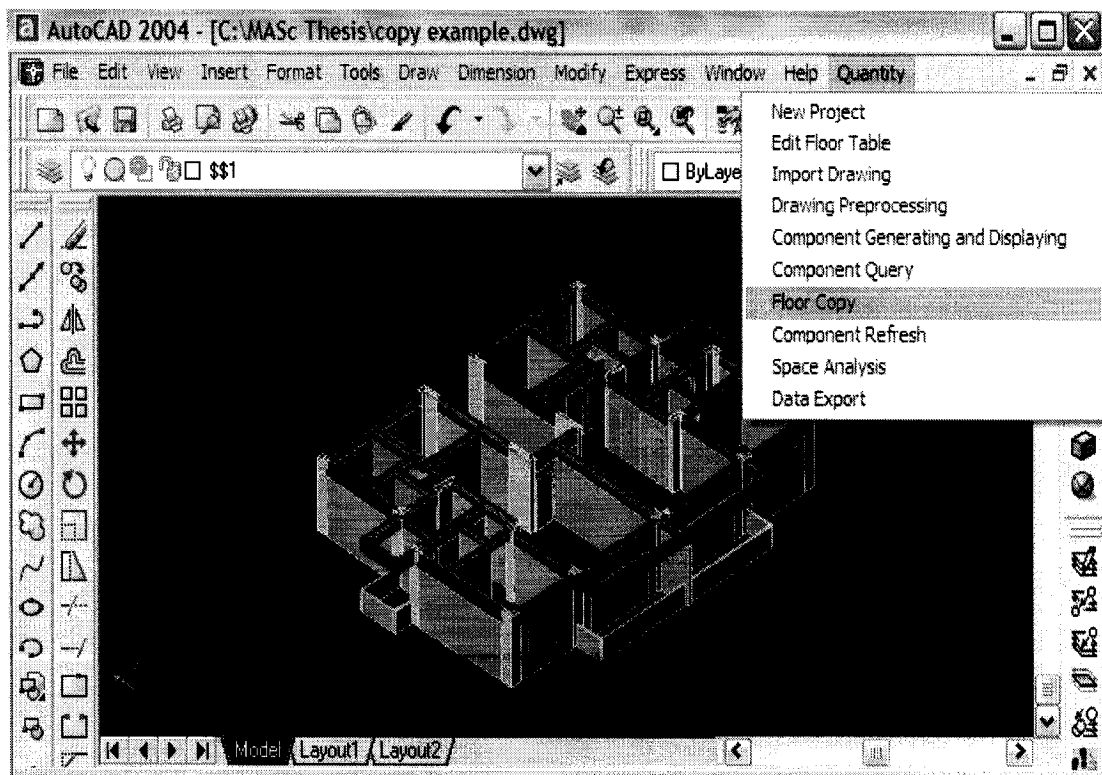 AutoCAD 2004 - [C:\MASc Thesis\copy example.dwg]
File Edit View Insert Format Tools Draw Dimension Modify Express Window Help Quantity
$$1
ByLaye
New Project
Edit Floor Table
Import Drawing
Drawing Preprocessing
Component Generating and Displaying
Component Query
Floor Copy
Component Refresh
Space Analysis
Data Export
Model Layout1 Layout2